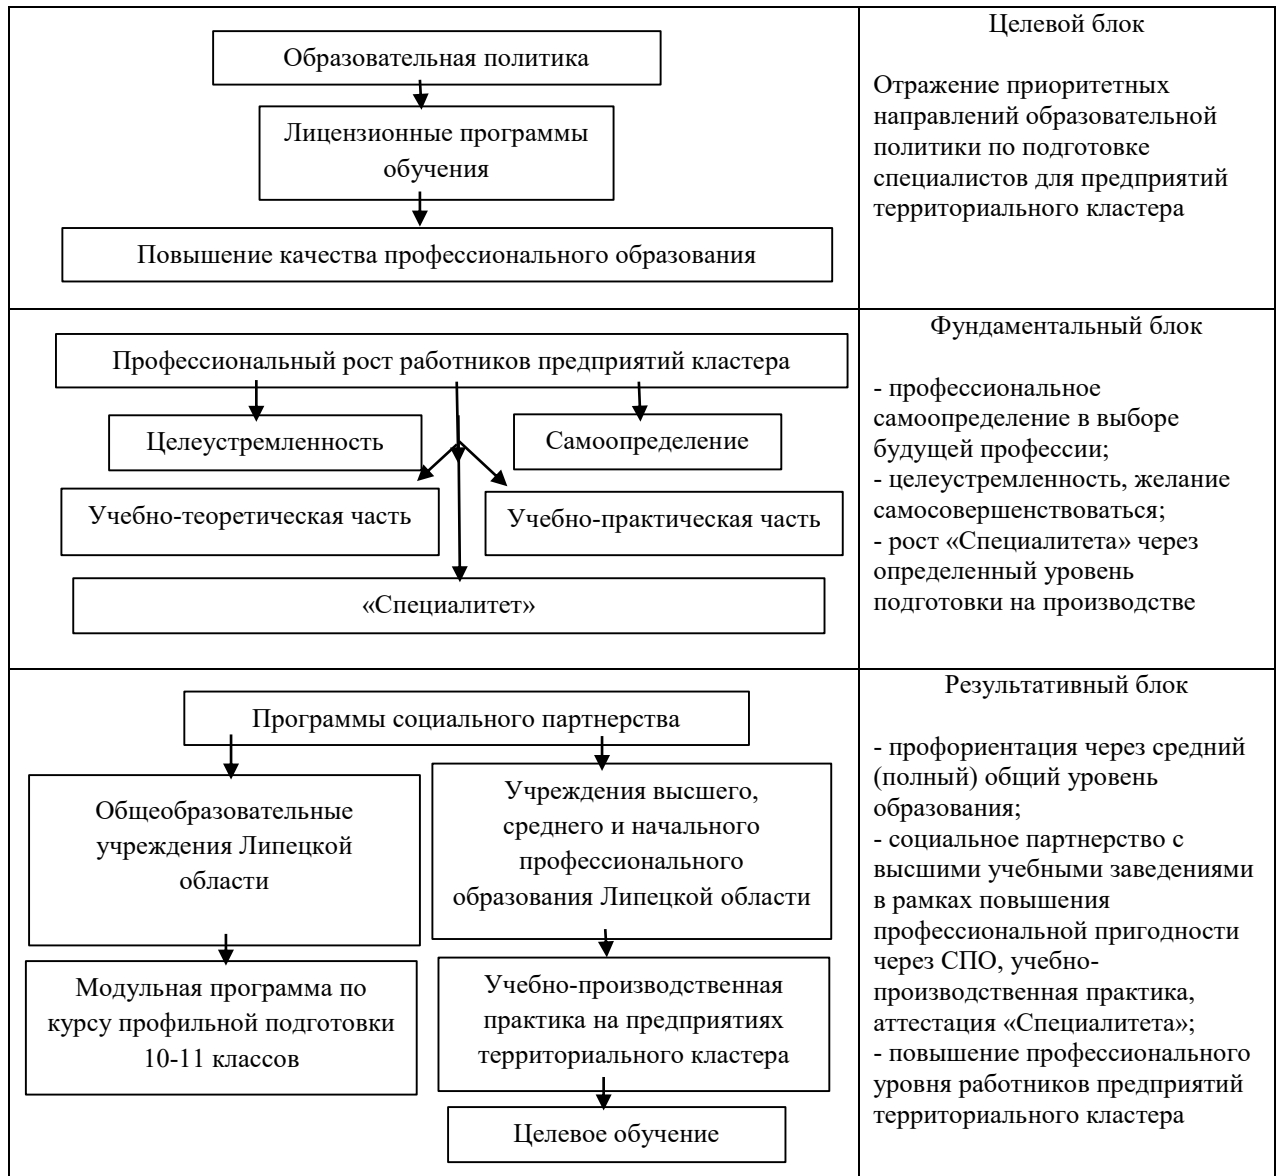 Образовательная политика
Лицензионные программы
обучения
Повышение качества профессионального образования
Целевой блок
Отражение приоритетных
направлений образовательной
политики по подготовке
специалистов для предприятий
территориального кластера
Профессиональный рост работников предприятий кластера
Целеустремленность
Самоопределение
Учебно-теоретическая часть
Учебно-практическая часть
«Специалитет»
Фундаментальный блок
- профессиональное
самоопределение в выборе
будущей профессии;
- целеустремленность, желание
самосовершенствоваться;
- рост «Специалитета» через
определенный уровень
подготовки на производстве
Программы социального партнерства
Общеобразовательные
учреждения Липецкой
области
Учреждения высшего,
среднего и начального
профессионального
образования Липецкой области
Модульная программа по
курсу профильной подготовки
10-11 классов
Учебно-производственная
практика на предприятиях
территориального кластера
Целевое обучение
Результативный блок
- профориентация через средний
(полный) общий уровень
образования;
- социальное партнерство с
высшими учебными заведениями
в рамках повышения
профессиональной пригодности
через СПО, учебно-
производственная практика,
аттестация «Специалитета»;
- повышение профессионального
уровня работников предприятий
территориального кластера